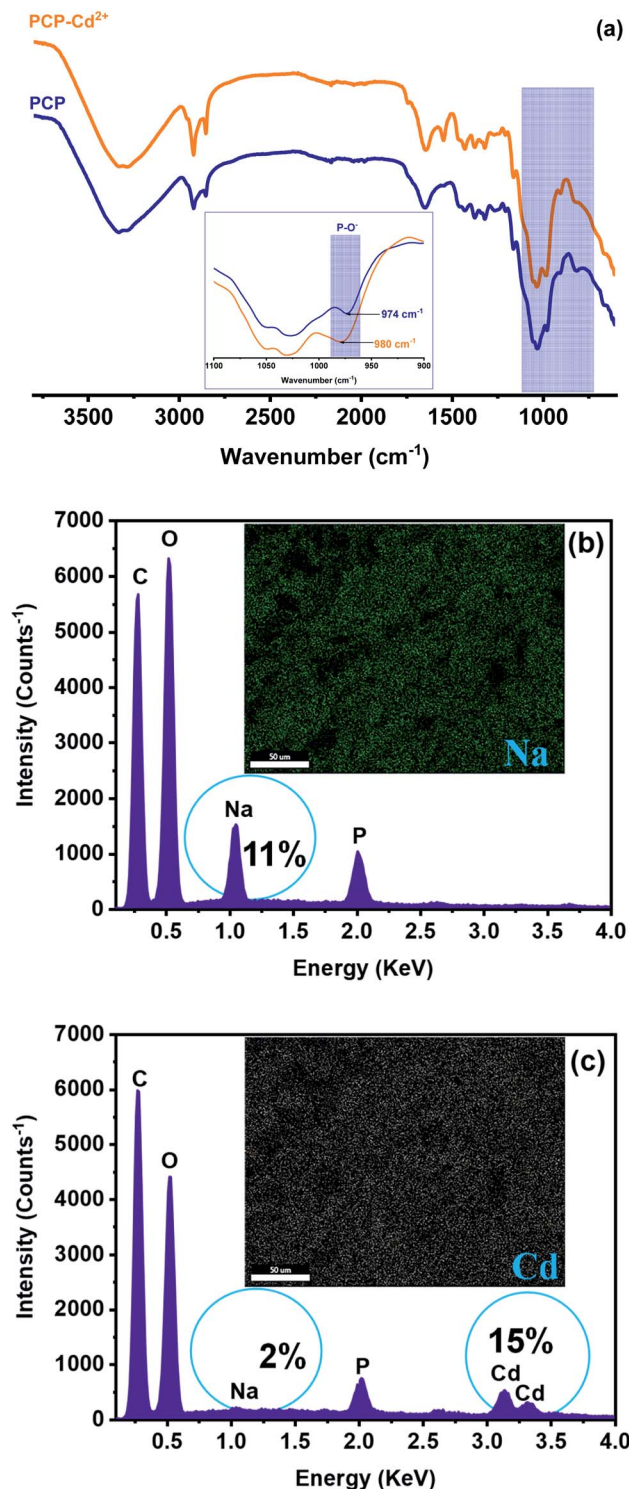 PCP-Cd²⁺
(a)
PCP
P-O⁻
974 cm⁻¹
980 cm⁻¹
1100 1050 1000 950 900
Wavenumber (cm⁻¹)
3500 3000 2500 2000 1500 1000
Wavenumber (cm⁻¹)
(b)
7000
6000
5000
4000
3000
2000
1000
0
Intensity (Counts⁻¹)
C
O
Na
11%
P
50 um
Na
0.5 1.0 1.5 2.0 2.5 3.0 3.5 4.0
Energy (KeV)
(c)
7000
6000
5000
4000
3000
2000
1000
0
Intensity (Counts⁻¹)
C
O
50 um
Cd
2%
Na
P
15%
Cd
Cd
0.5 1.0 1.5 2.0 2.5 3.0 3.5 4.0
Energy (KeV)